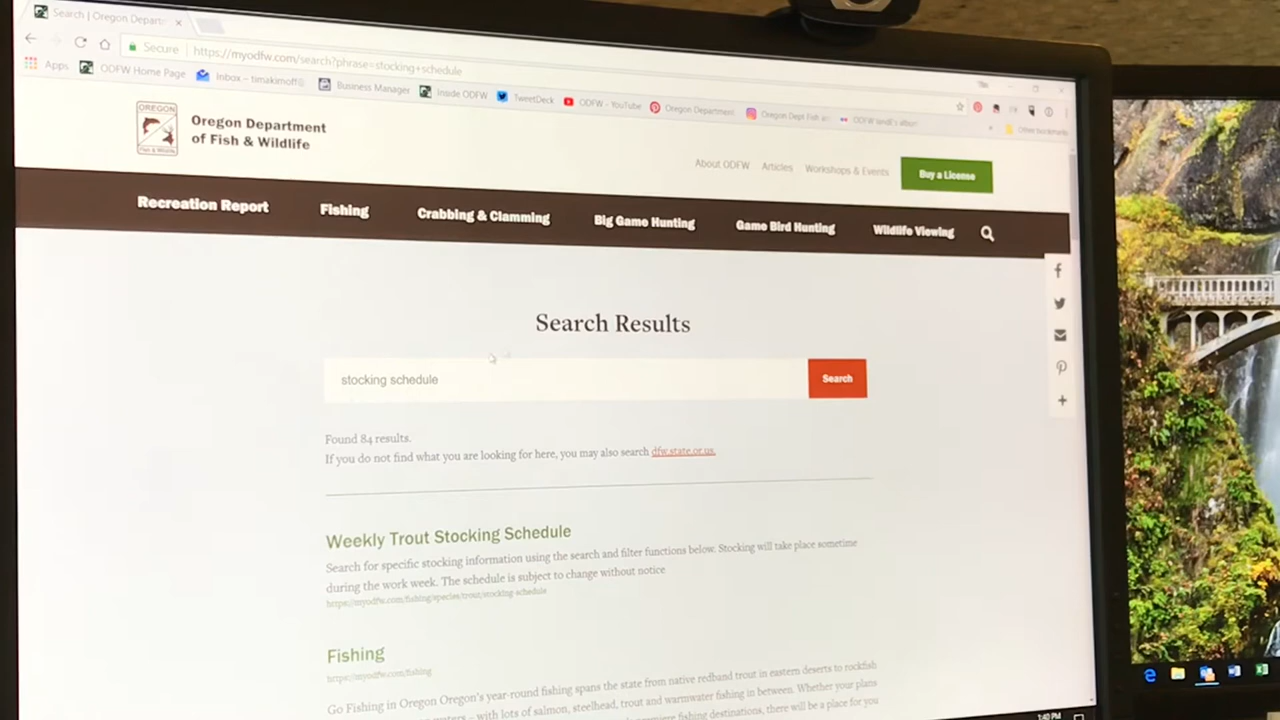 Search | Oregon Depart
Secure | https://myodfw.com/search?phrase=stocking+schedule
Apps ODFW Home Page Inbox – timakimoff@ Business Manager Inside ODFW TweetDeck ODFW - YouTube Oregon Department Oregon Dept Fish an ODFW
Other bookmarks
OREGON
Fish & Wildlife
Oregon Department
of Fish & Wildlife
About ODFW Articles Workshops & Events Buy a License
Recreation Report Fishing Crabbing & Clamming Big Game Hunting Game Bird Hunting Wildlife Viewing
Search Results
stocking schedule Search
Found 84 results.
If you do not find what you are looking for here, you may also search dfw.state.or.us.
Weekly Trout Stocking Schedule
Search for specific stocking information using the search and filter functions below. Stocking will take place sometime
during the work week. The schedule is subject to change without notice
https://myodfw.com/fishing/species/trout/stocking-schedule
Fishing
https://myodfw.com/fishing
Go Fishing in Oregon Oregon's year-round fishing spans the state from native redband trout in eastern deserts to rockfish
– with lots of salmon, steelhead, trout and warmwater fishing in between. Whether your plans
fishing destinations, there will be a place for you
1:40 PM